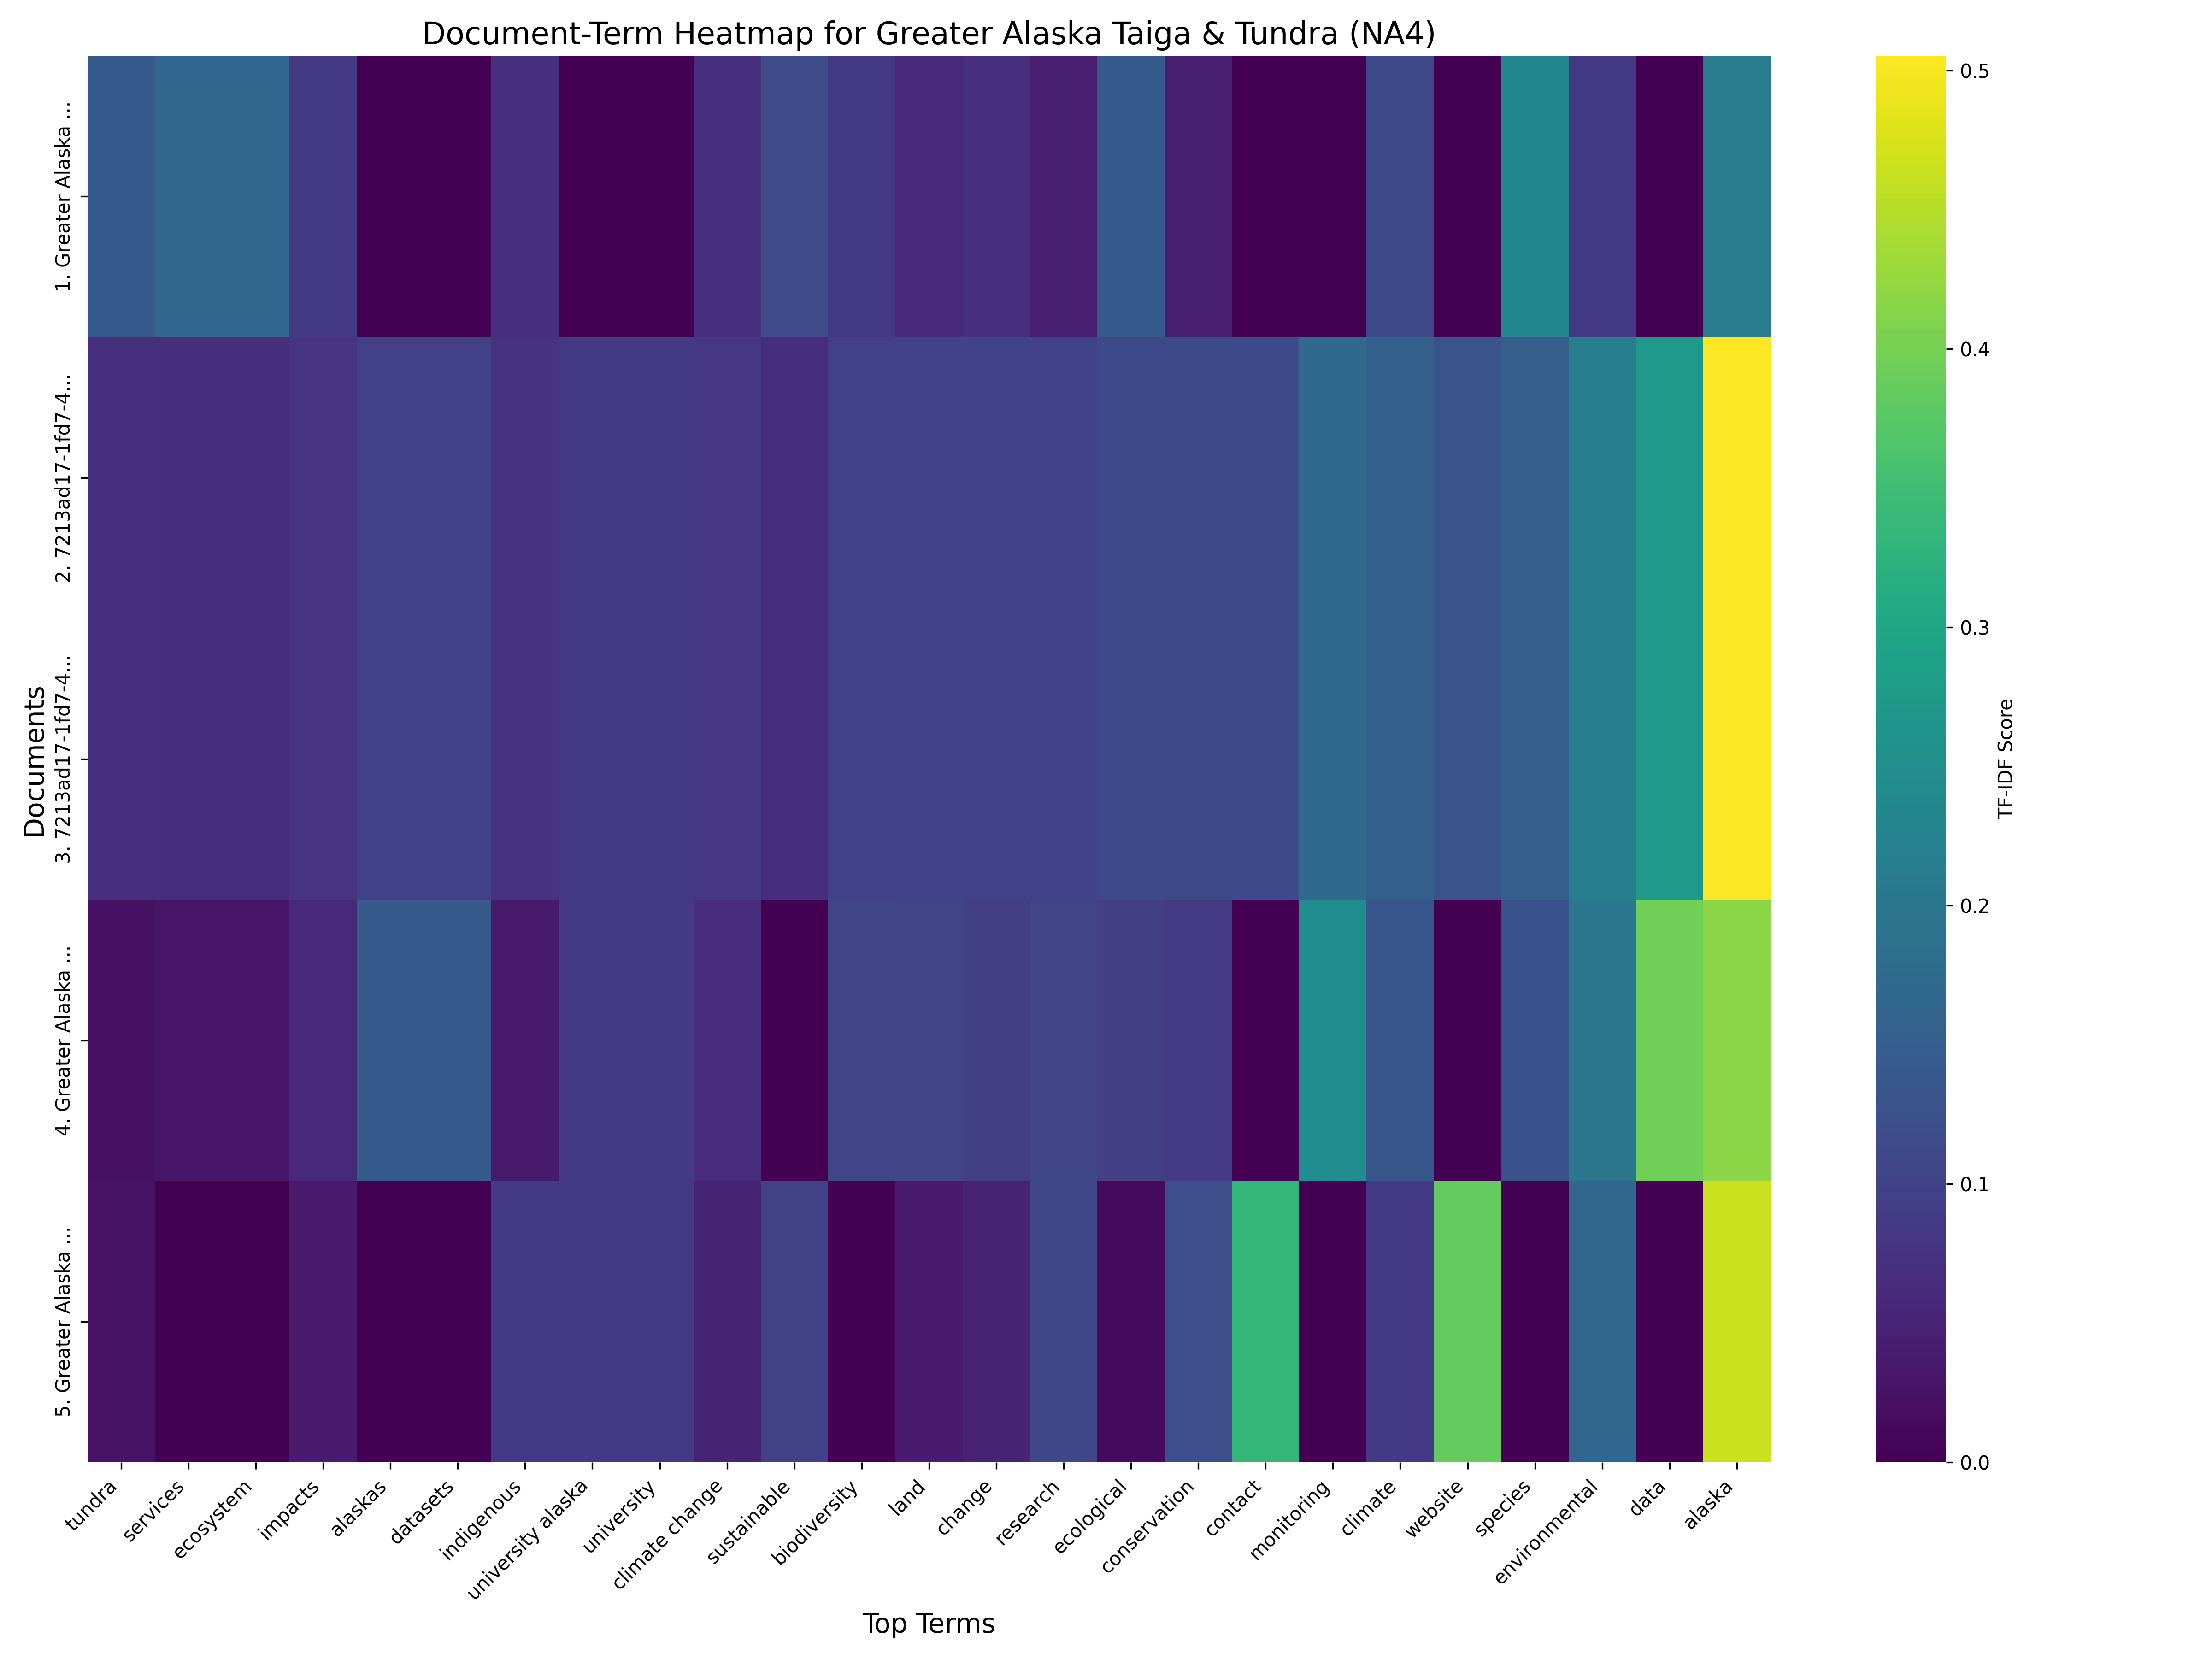 Document-Term Heatmap for Greater Alaska Taiga & Tundra (NA4)
Documents
1. Greater Alaska ...
2. 7213ad17-1fd7-4...
3. 7213ad17-1fd7-4...
4. Greater Alaska ...
5. Greater Alaska ...
tundra
services
ecosystem
impacts
alaskas
datasets
indigenous
university alaska
university
climate change
sustainable
biodiversity
land
change
research
ecological
conservation
contact
monitoring
climate
website
species
environmental
data
alaska
Top Terms
0.5
0.4
0.3
0.2
0.1
0.0
TF-IDF Score